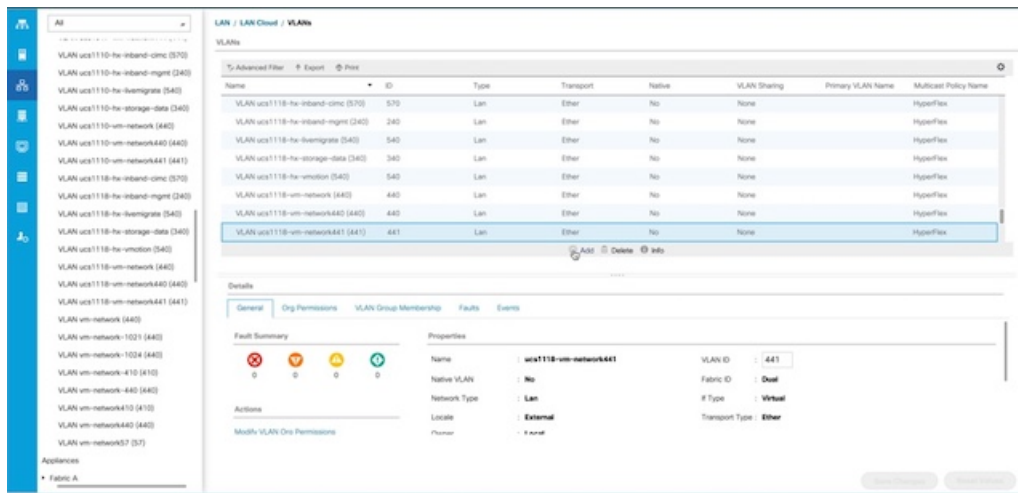 All
VLAN ucs1110-hx-inband-cimc (570)
VLAN ucs1110-hx-inband-mgmt (240)
VLAN ucs1110-hx-livemigrate (540)
VLAN ucs1110-hx-storage-data (340)
VLAN ucs1110-vm-network (440)
VLAN ucs1110-vm-network440 (440)
VLAN ucs1110-vm-network441 (441)
VLAN ucs1118-hx-inband-cimc (570)
VLAN ucs1118-hx-inband-mgmt (240)
VLAN ucs1118-hx-livemigrate (540)
VLAN ucs1118-hx-storage-data (340)
VLAN ucs1118-hx-vmotion (540)
VLAN ucs1118-vm-network (440)
VLAN ucs1118-vm-network440 (440)
VLAN ucs1118-vm-network441 (441)
VLAN vm-network (440)
VLAN vm-network-1021 (440)
VLAN vm-network-1024 (440)
VLAN vm-network-410 (410)
VLAN vm-network-440 (440)
VLAN vm-network410 (410)
VLAN vm-network440 (440)
VLAN vm-network57 (57)
Appliances
Fabric A
LAN / LAN Cloud / VLANs
VLANs
Advanced Filter Export Print
Name ID Type Transport Native VLAN Sharing Primary VLAN Name Multicast Policy Name
VLAN ucs1118-hx-inband-cimc (570) 570 Lan Ether No None HyperFlex
VLAN ucs1118-hx-inband-mgmt (240) 240 Lan Ether No None HyperFlex
VLAN ucs1118-hx-livemigrate (540) 540 Lan Ether No None HyperFlex
VLAN ucs1118-hx-storage-data (340) 340 Lan Ether No None HyperFlex
VLAN ucs1118-hx-vmotion (540) 540 Lan Ether No None HyperFlex
VLAN ucs1118-vm-network (440) 440 Lan Ether No None HyperFlex
VLAN ucs1118-vm-network440 (440) 440 Lan Ether No None HyperFlex
VLAN ucs1118-vm-network441 (441) 441 Lan Ether No None HyperFlex
Add Delete Info
Details
General Org Permissions VLAN Group Membership Faults Events
Fault Summary
0 0 0 0
Actions
Modify VLAN Org Permissions
Properties
Name : ucs1118-vm-network441 VLAN ID : 441
Native VLAN : No Fabric ID : Dual
Network Type : Lan If Type : Virtual
Locale : External Transport Type : Ether
Owner : Local
Save Changes Reset Values